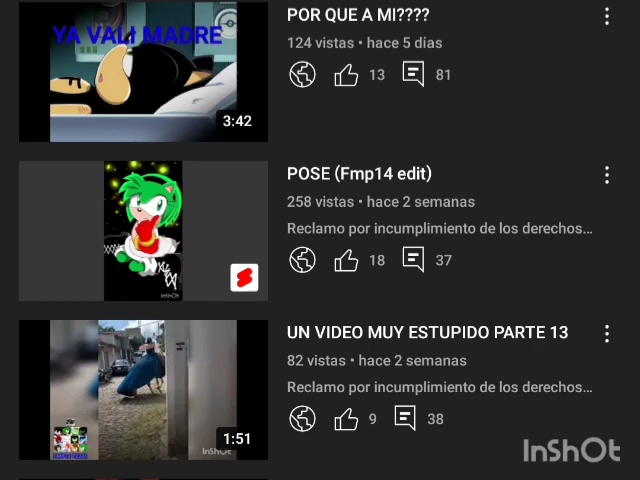 YA VALI MADRE
3:42
POR QUE A MI????
124 vistas • hace 5 días
13
81
InShOt
POSE (Fmp14 edit)
258 vistas • hace 2 semanas
Reclamo por incumplimiento de los derechos...
18
37
InShOt
1:51
UN VIDEO MUY ESTUPIDO PARTE 13
82 vistas • hace 2 semanas
Reclamo por incumplimiento de los derechos...
9
38
InShOt